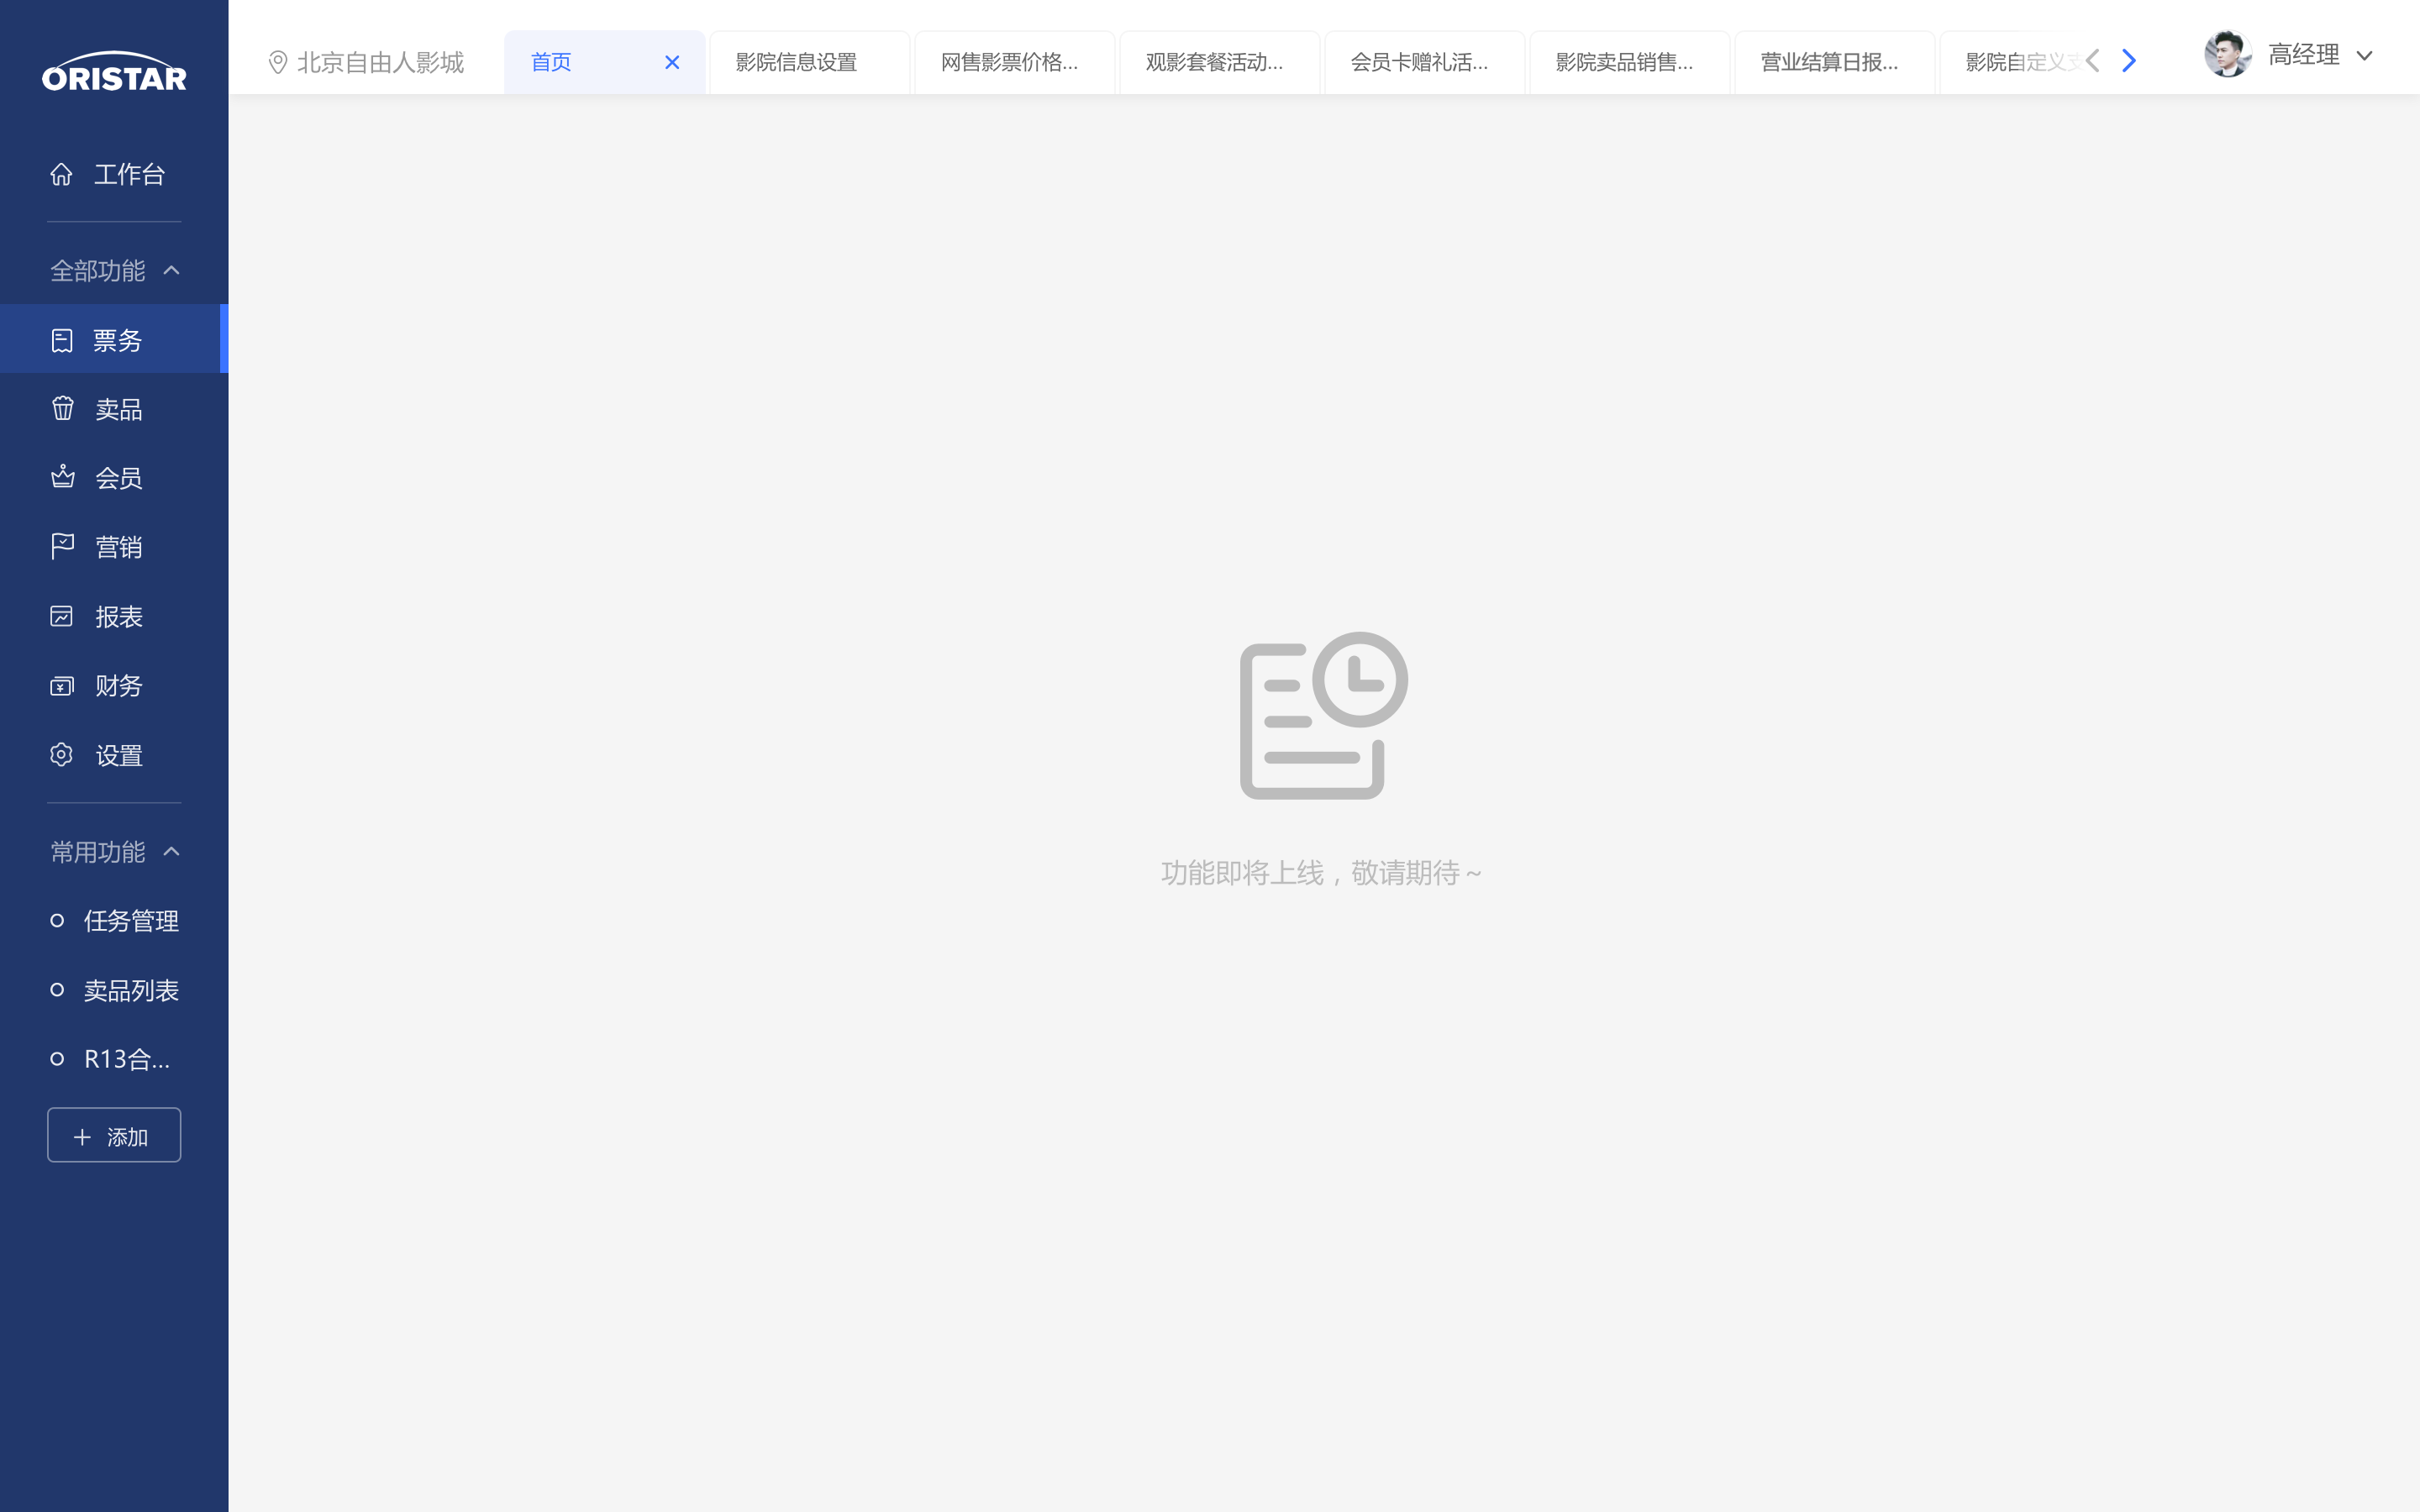 ORISTAR
北京自由人影城
首页
影院信息设置
网售影票价格...
观影套餐活动...
会员卡赠礼活...
影院卖品销售...
营业结算日报...
影院自定义支
高经理
工作台
全部功能
票务
卖品
会员
营销
报表
财务
设置
常用功能
任务管理
卖品列表
R13合...
添加
功能即将上线，敬请期待~